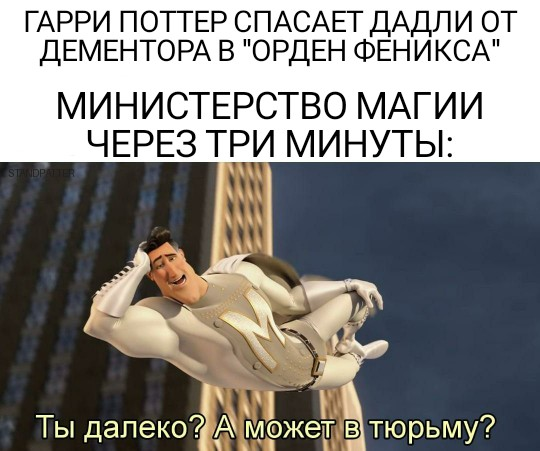 ГАРРИ ПОТТЕР СПАСАЕТ ДАДЛИ ОТ
ДЕМЕНТОРА В "ОРДЕН ФЕНИКСА"
МИНИСТЕРСТВО МАГИИ
ЧЕРЕЗ ТРИ МИНУТЫ:
M
Ты далеко? А может в тюрьму?